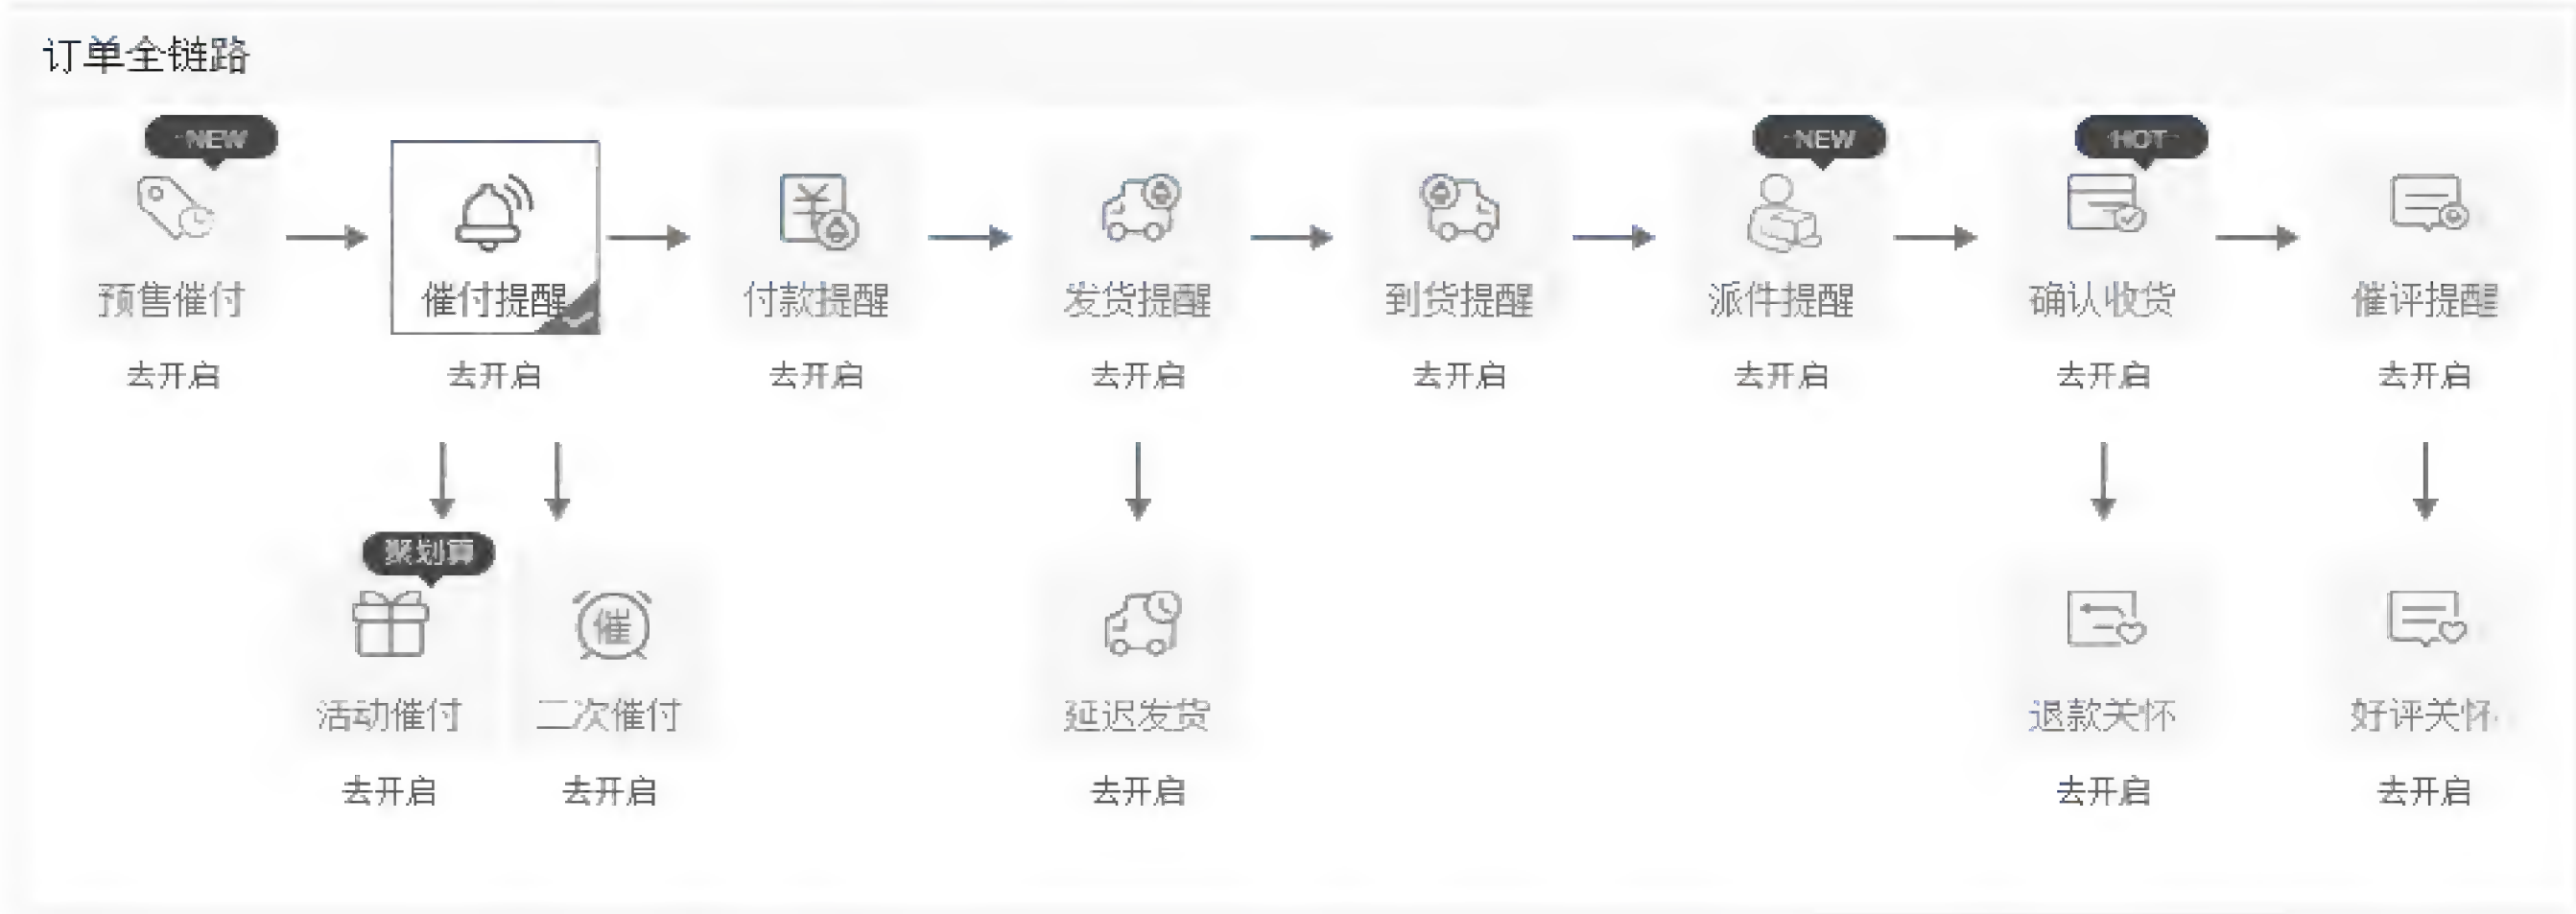 订单全链路
NEW
NEW
HOT
预售催付
催付提醒
付款提醒
发货提醒
到货提醒
派件提醒
确认收货
催评提醒
去开启
去开启
去开启
去开启
去开启
去开启
去开启
去开启
聚划算
催
活动催付
二次催付
延迟发货
退款关怀
好评关怀
去开启
去开启
去开启
去开启
去开启